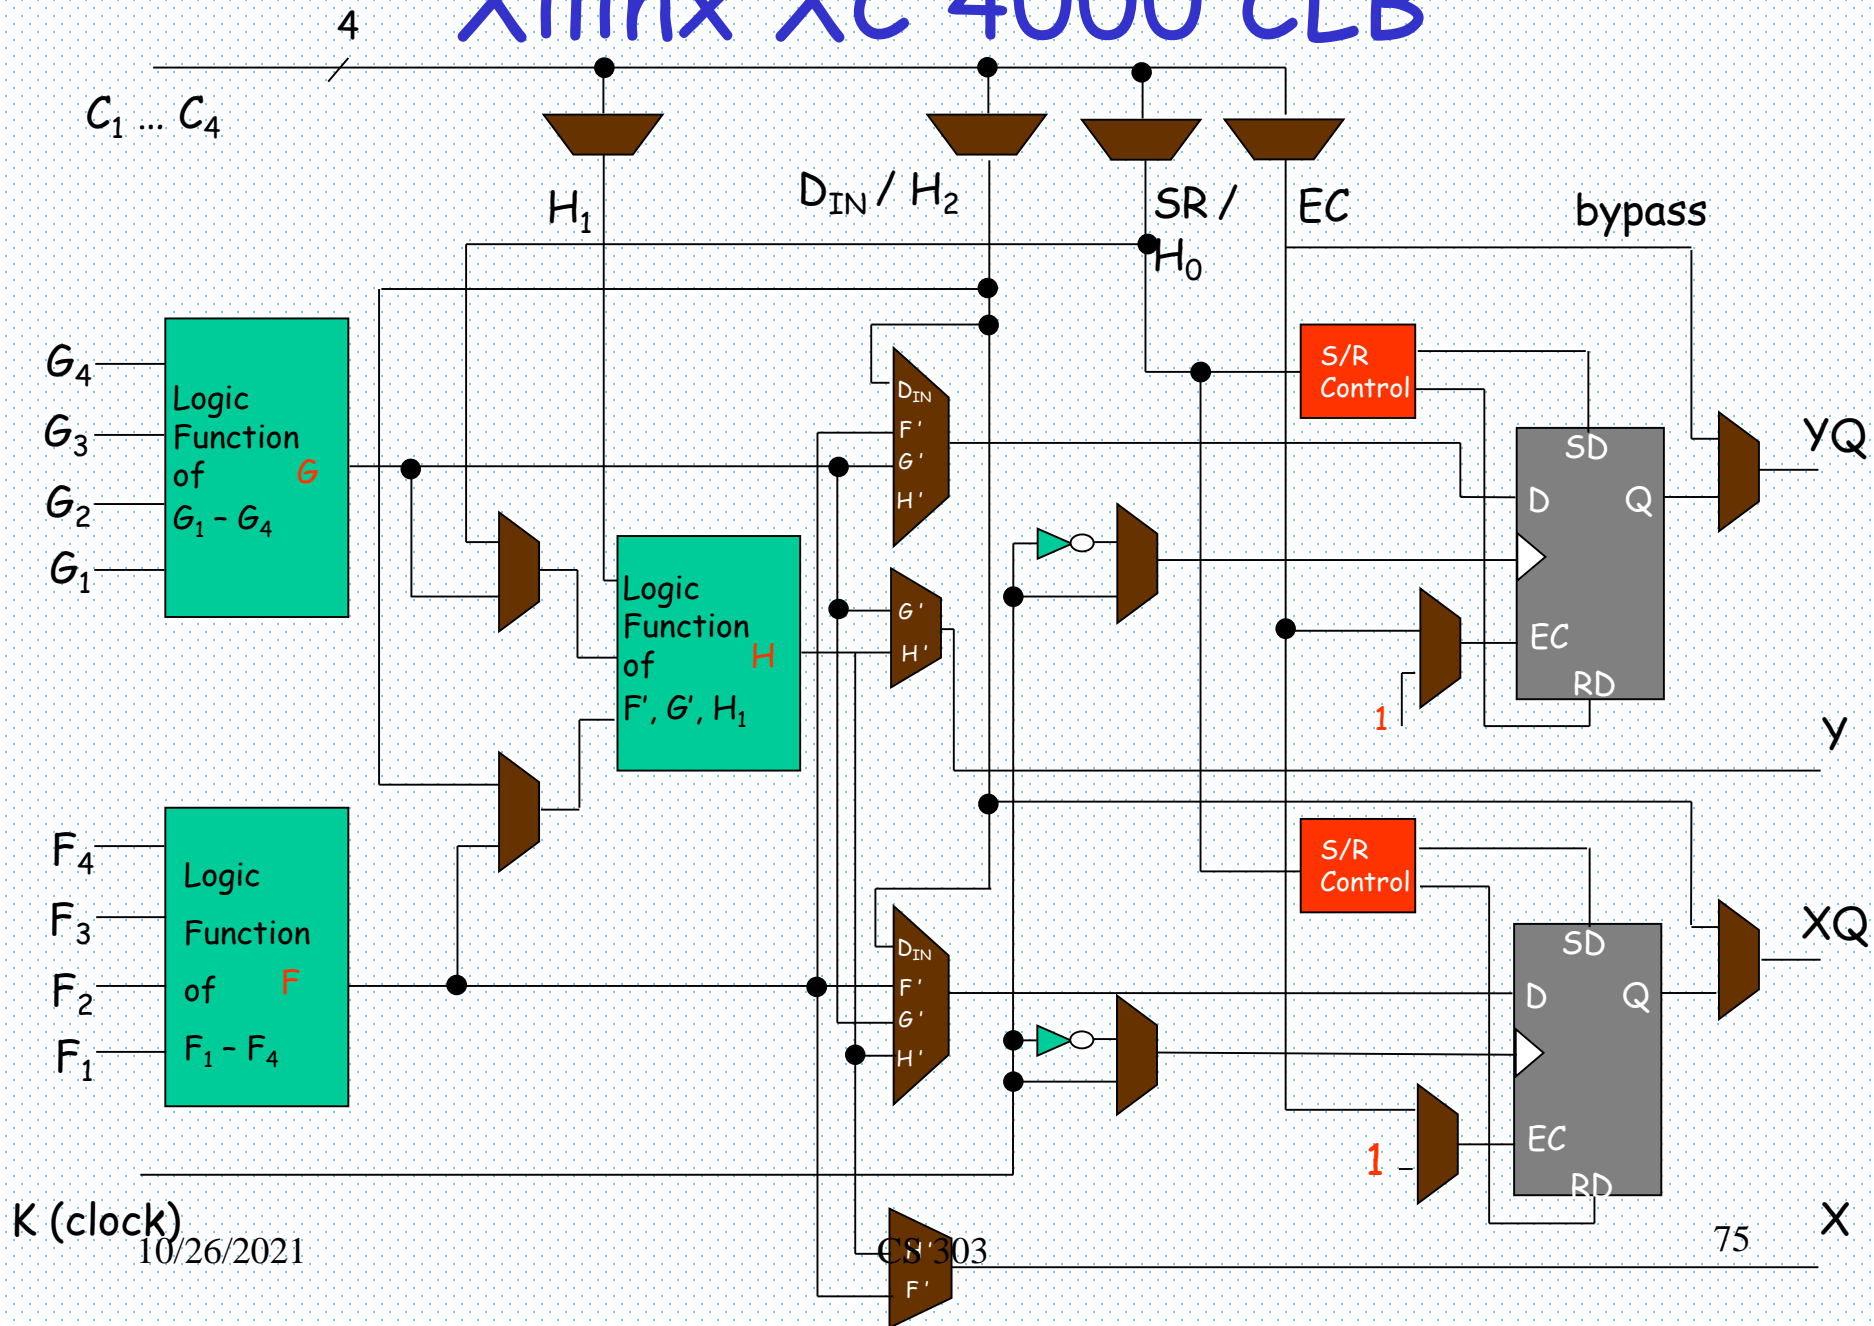 Xilinx XC 4000 CLB
4
C1 ... C4
H1
DIN / H2
SR /
H0
EC
bypass
G4
G3
G2
G1
Logic
Function
of G
G1 – G4
DIN
F'
G'
H'
S/R
Control
SD
D
Q
EC
RD
YQ
Logic
Function
of H
F', G', H1
G'
H'
1
Y
F4
F3
F2
F1
Logic
Function
of F
F1 – F4
DIN
F'
G'
H'
S/R
Control
SD
D
Q
EC
RD
XQ
1
K (clock)
H'
F'
X
10/26/2021
CS 303
75